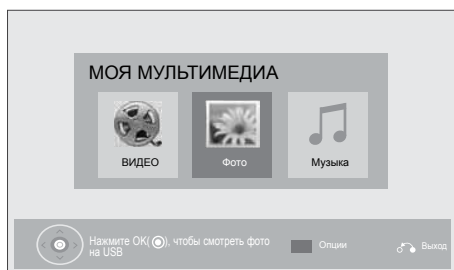 МОЯ МУЛЬТИМЕДИА
ВИДЕО
Фото
Музыка
Нажмите OK(◉), чтобы смотреть фото
на USB
Опции
Выход